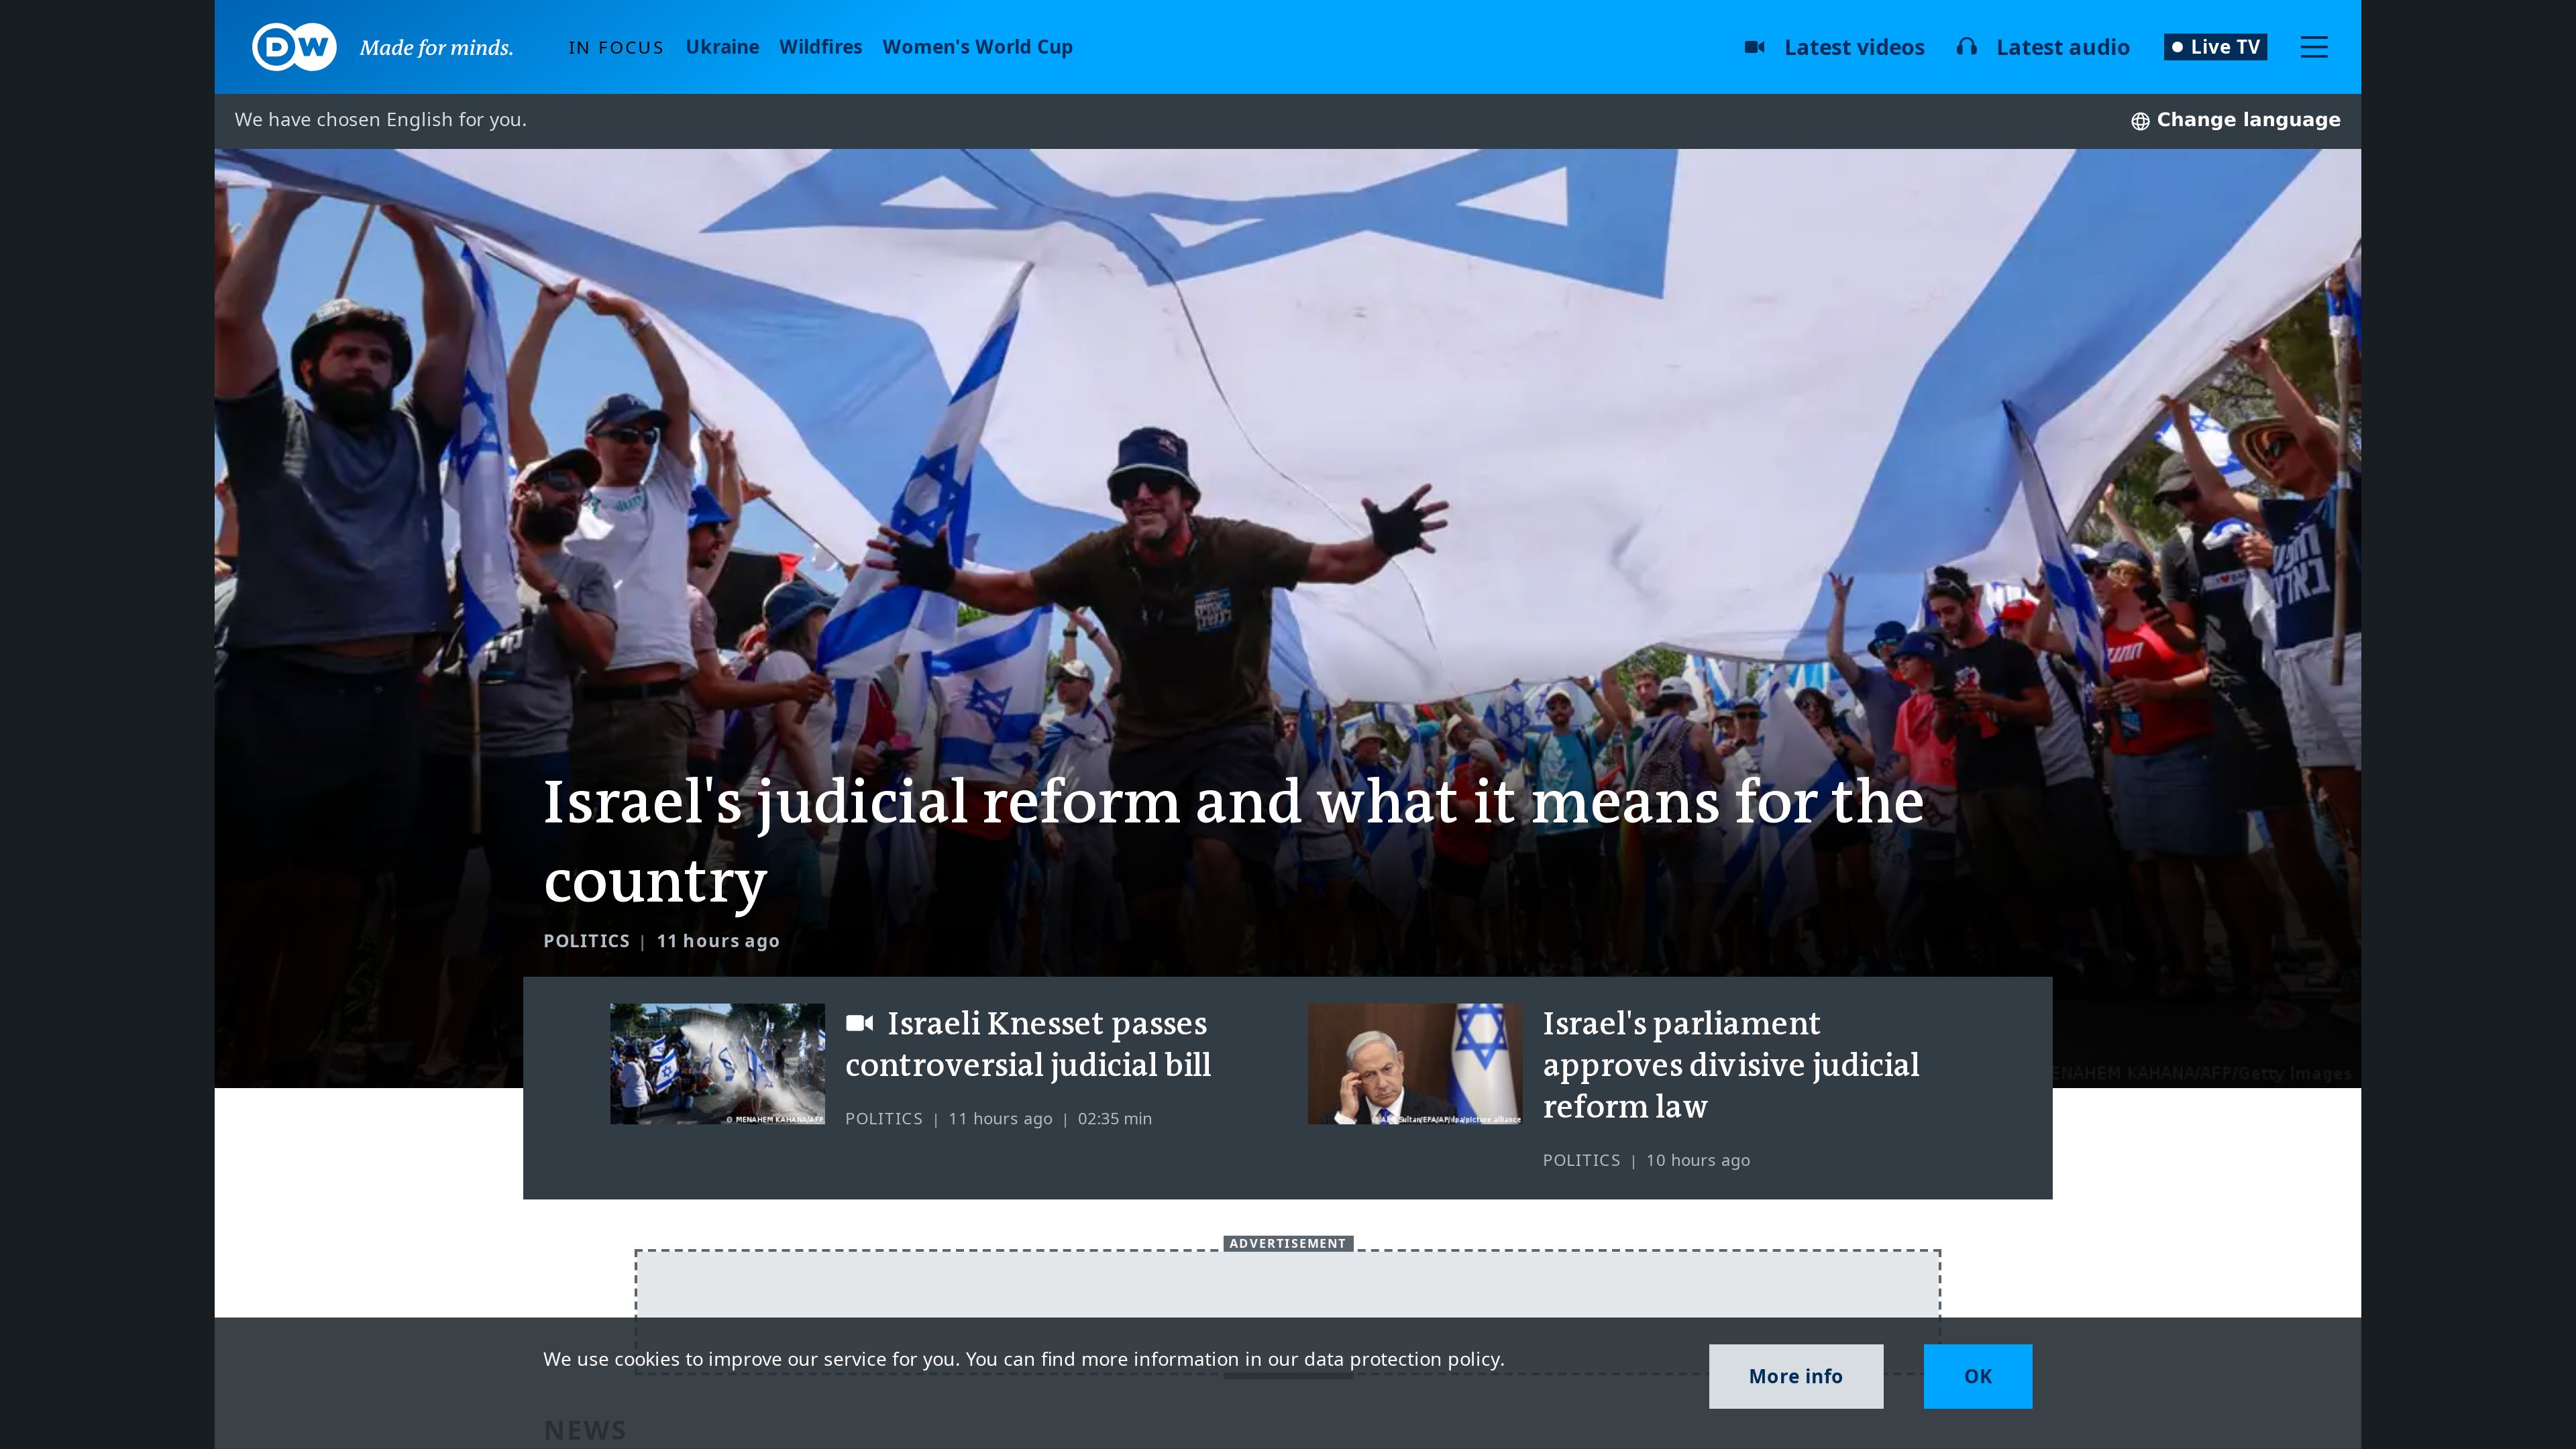 DW Made for minds.
IN FOCUS Ukraine Wildfires Women's World Cup
Latest videos Latest audio Live TV
We have chosen English for you.
Change language
Israel's judicial reform and what it means for the
country
POLITICS | 11 hours ago
MENAHEM KAHANA/AFP/Getty Images
Israeli Knesset passes
controversial judicial bill
POLITICS | 11 hours ago | 02:35 min
© MENAHEM KAHANA/AFP
Israel's parliament
approves divisive judicial
reform law
POLITICS | 10 hours ago
Sultan/EPA/AP/dpa/picture alliance
ADVERTISEMENT
We use cookies to improve our service for you. You can find more information in our data protection policy.
More info
OK
NEWS